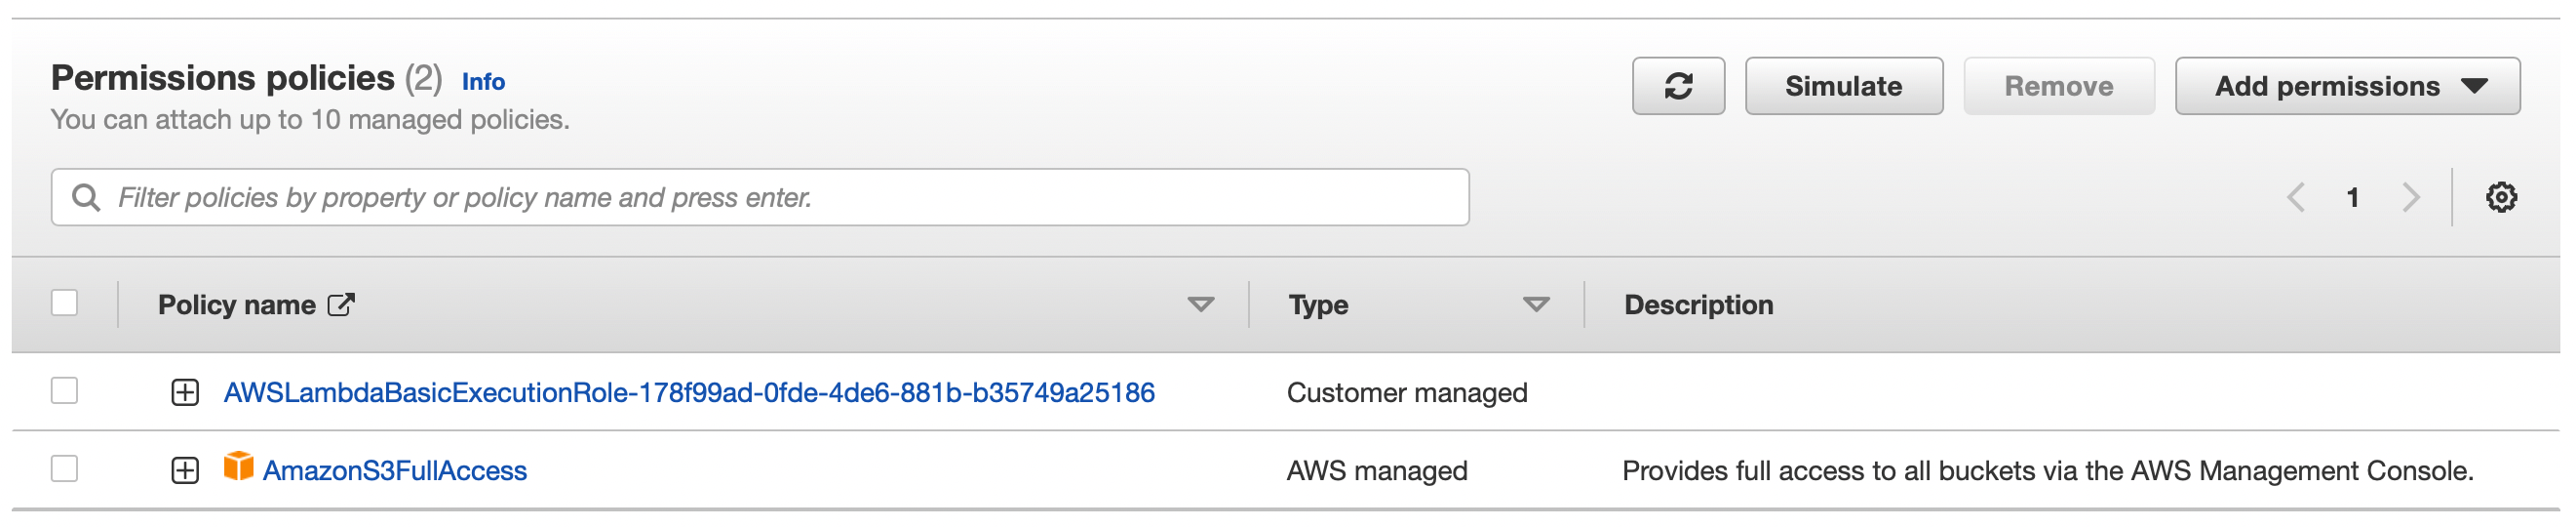 Permissions policies (2) Info
You can attach up to 10 managed policies.
Simulate
Remove
Add permissions
Filter policies by property or policy name and press enter.
1
Policy name Type Description
AWSLambdaBasicExecutionRole-178f99ad-0fde-4de6-881b-b35749a25186 Customer managed
AmazonS3FullAccess AWS managed Provides full access to all buckets via the AWS Management Console.